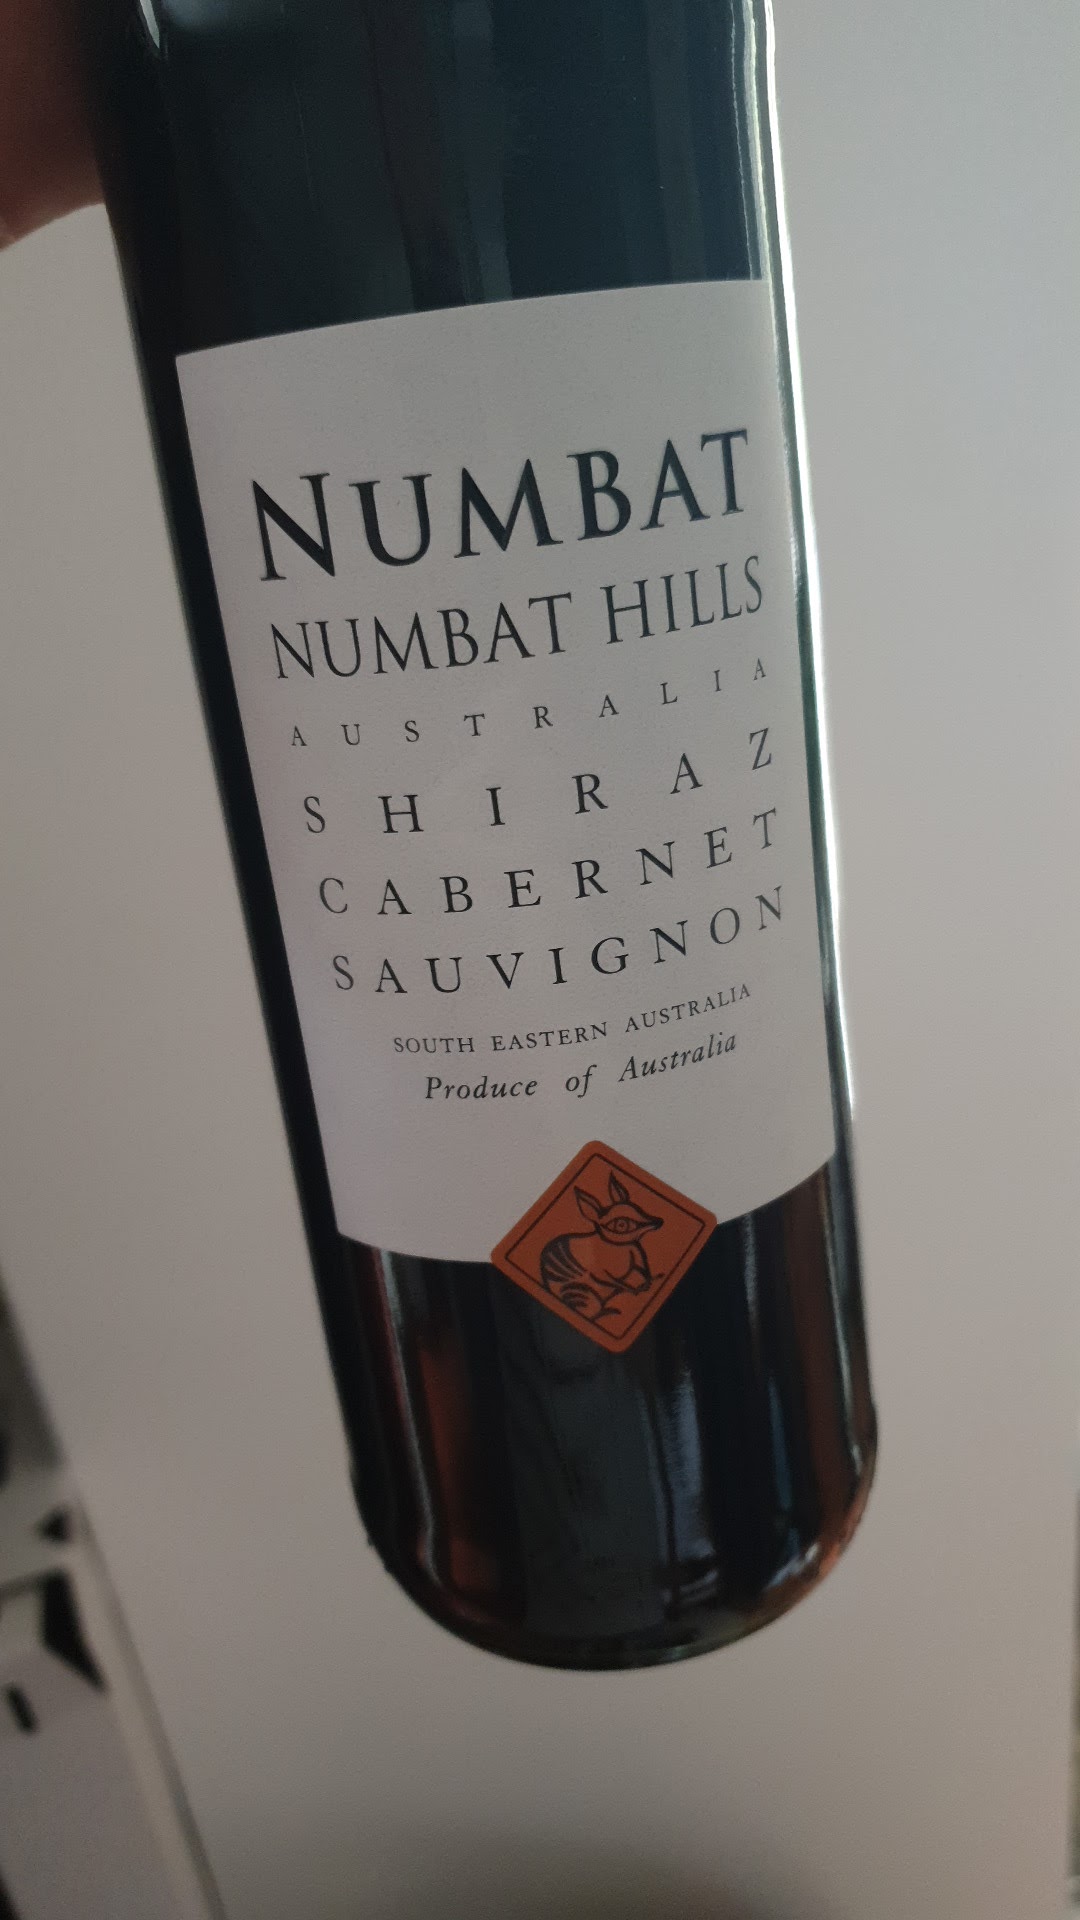 NUMBAT
NUMBAT HILLS
AUSTRALIA
SHIRAZ
CABERNET
SAUVIGNON
SOUTH EASTERN AUSTRALIA
Produce of Australia